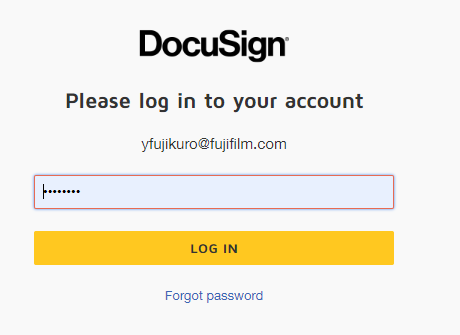 DocuSign
Please log in to your account
yfujikuro@fujifilm.com
••••••••
LOG IN
Forgot password